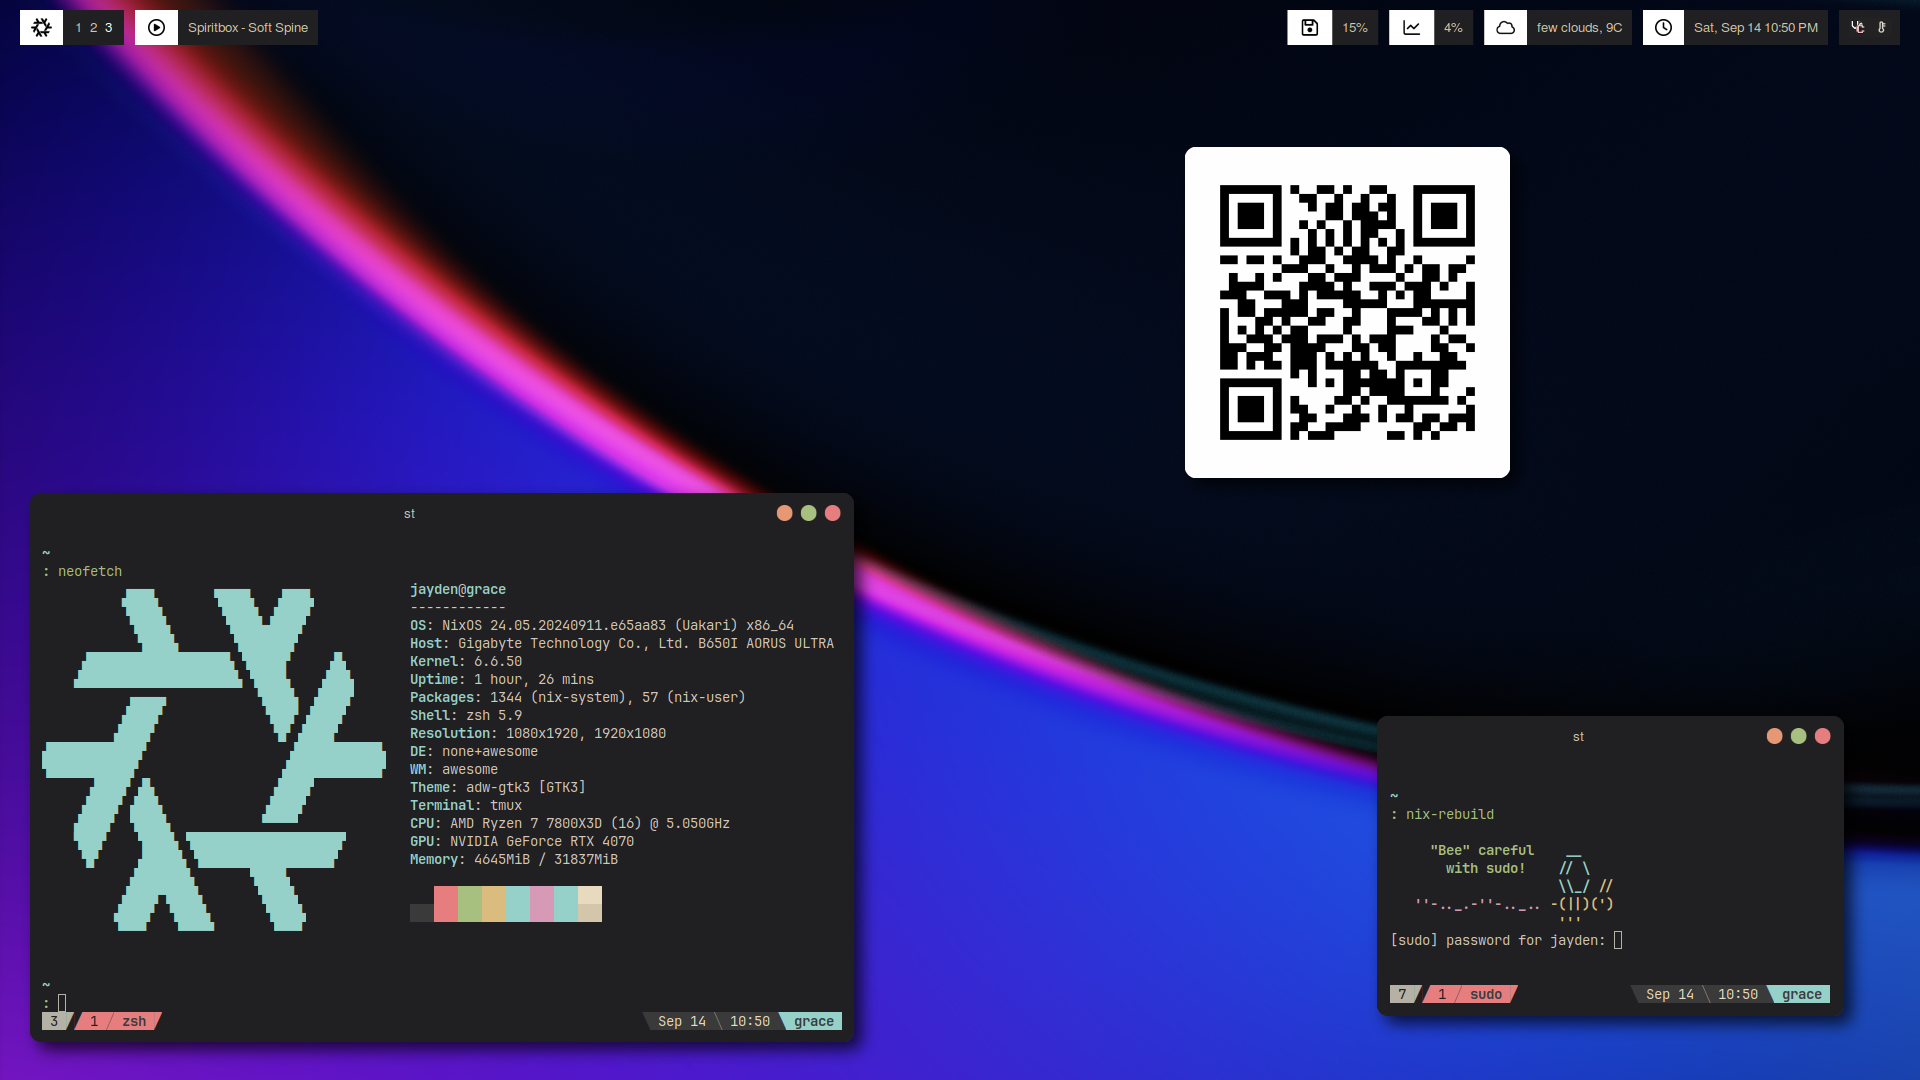 1 2 3
Spiritbox - Soft Spine
15%
4%
few clouds, 9C
Sat, Sep 14 10:50 PM
st
~
: neofetch
jayden@grace
------------
OS: NixOS 24.05.20240911.e65aa83 (Uakari) x86_64
Host: Gigabyte Technology Co., Ltd. B650I AORUS ULTRA
Kernel: 6.6.50
Uptime: 1 hour, 26 mins
Packages: 1344 (nix-system), 57 (nix-user)
Shell: zsh 5.9
Resolution: 1080x1920, 1920x1080
DE: none+awesome
WM: awesome
Theme: adw-gtk3 [GTK3]
Terminal: tmux
CPU: AMD Ryzen 7 7800X3D (16) @ 5.050GHz
GPU: NVIDIA GeForce RTX 4070
Memory: 4645MiB / 31837MiB
~
:
3 1 zsh
Sep 14 10:50 grace
st
~
: nix-rebuild
"Bee" careful    __
with sudo!    // \
\\_/ //
''-.._.-''-.._.. -(||)(')
'''
[sudo] password for jayden:
7 1 sudo
Sep 14 10:50 grace